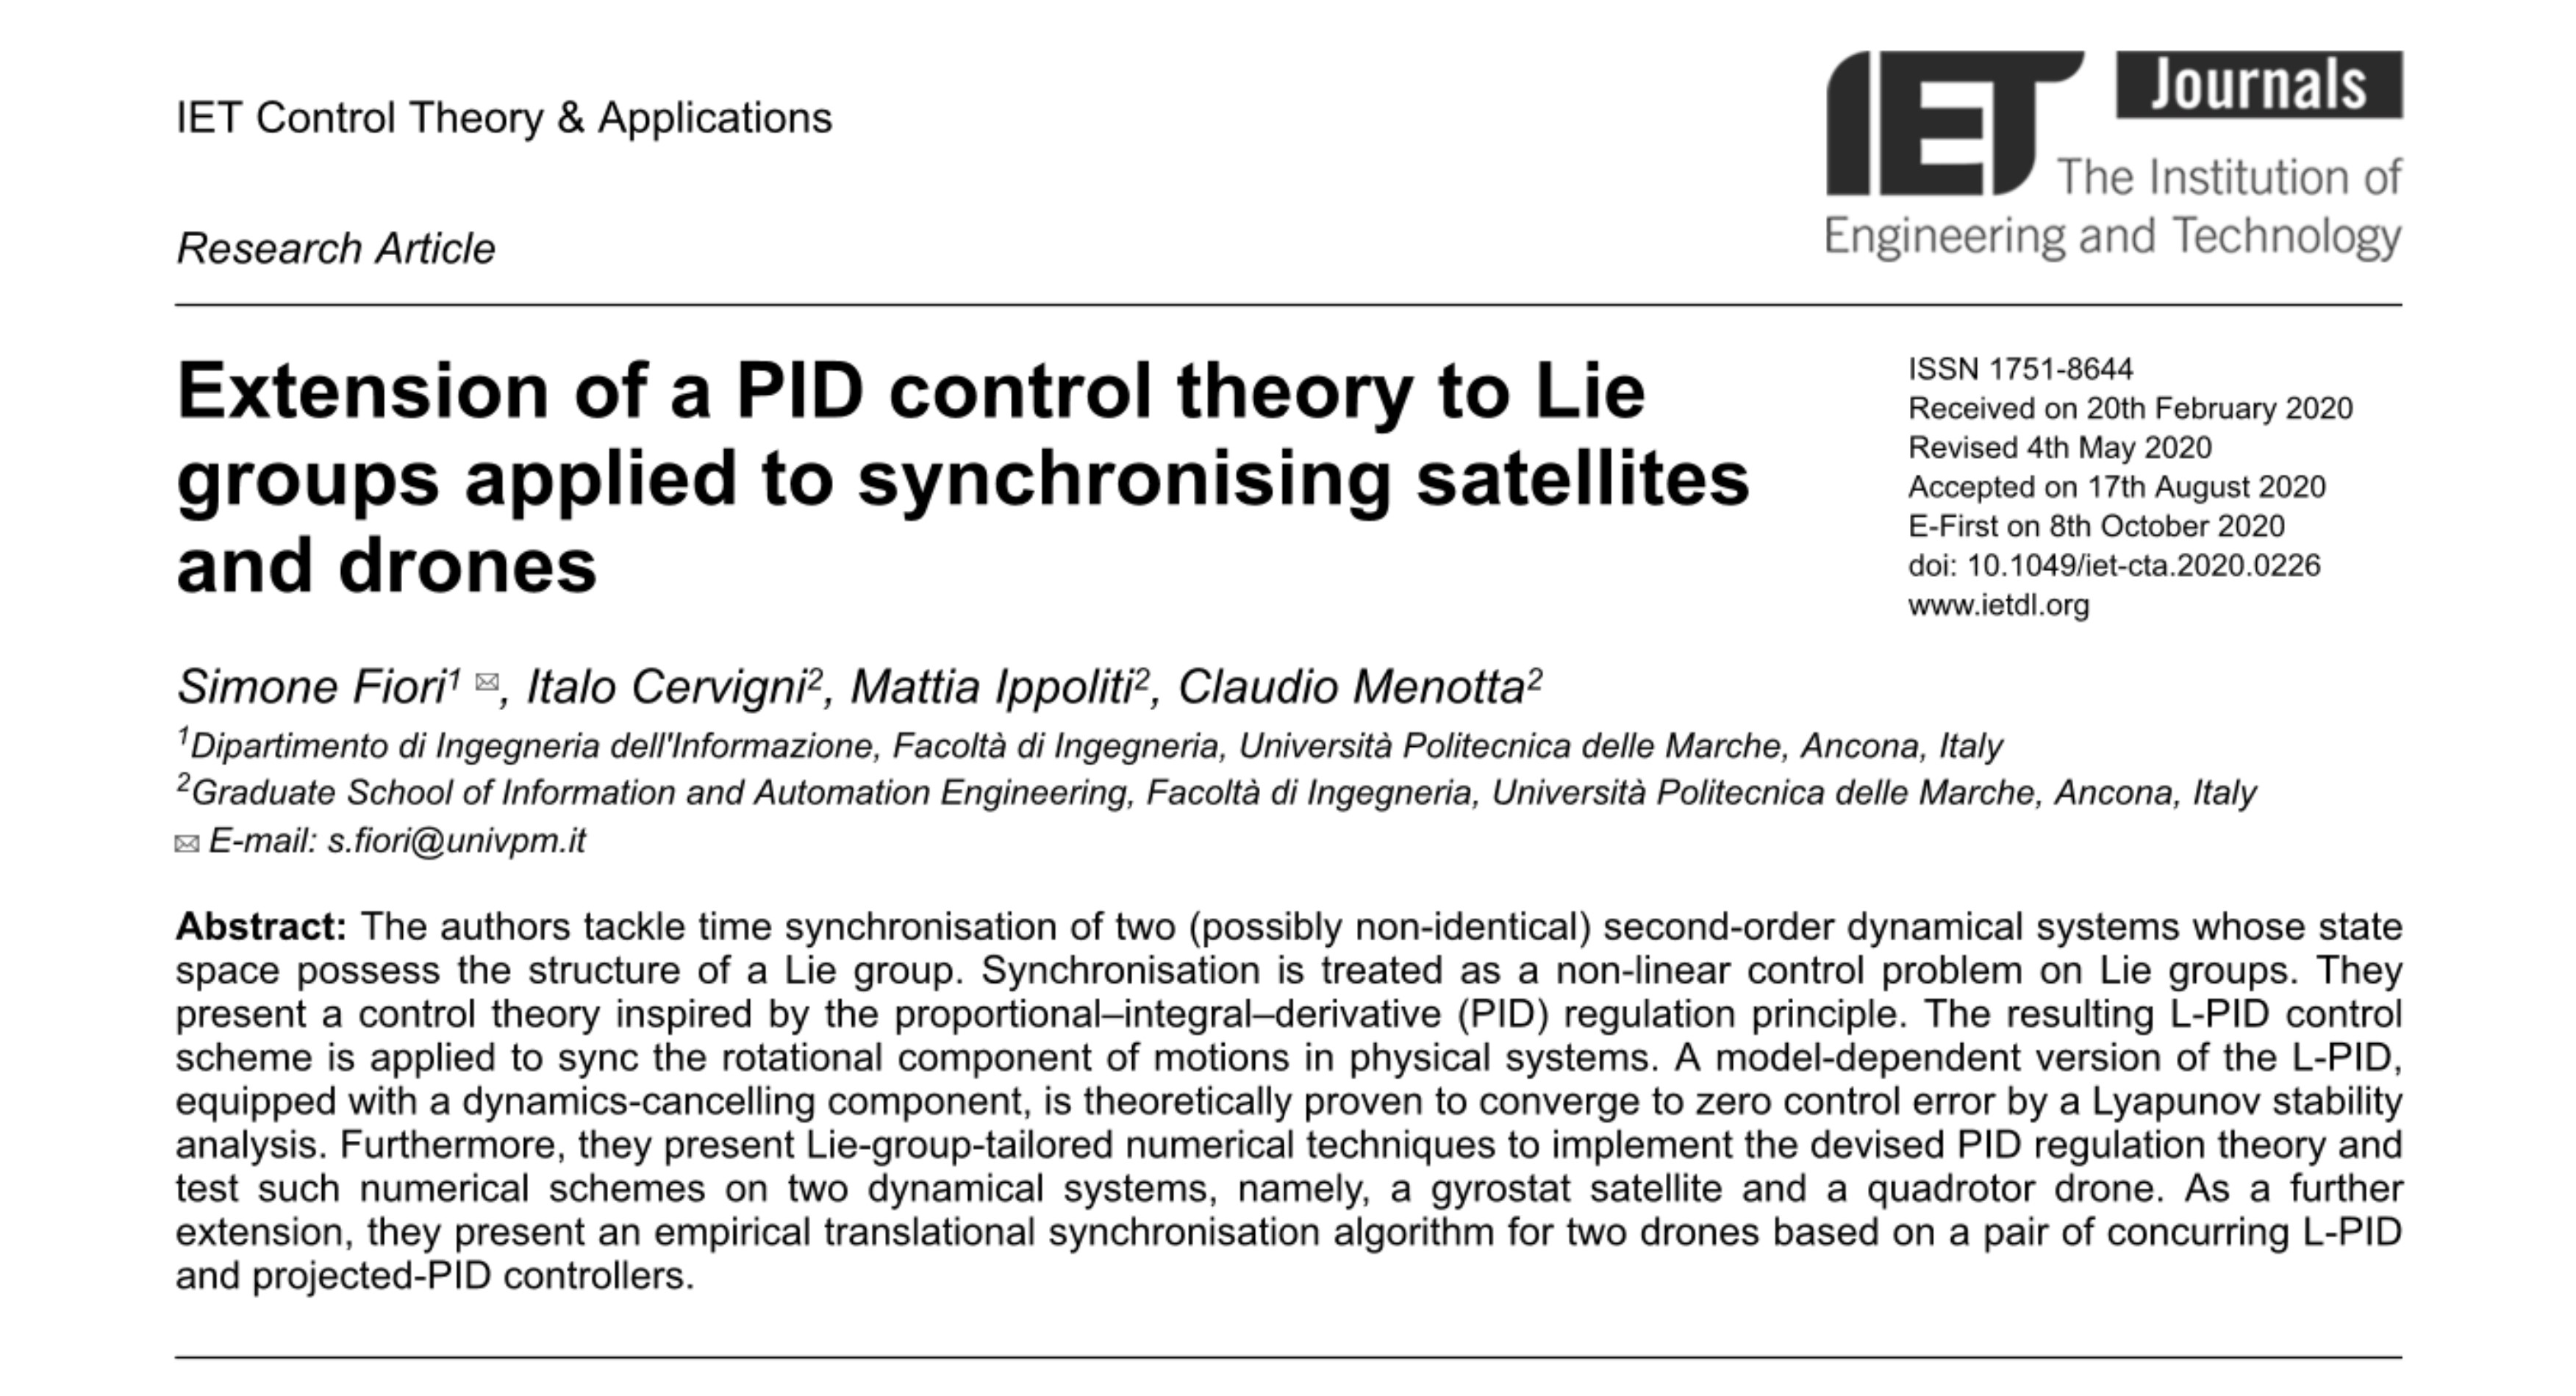 IET Control Theory & Applications
IET Journals
The Institution of
Engineering and Technology
Research Article
Extension of a PID control theory to Lie
groups applied to synchronising satellites
and drones
ISSN 1751-8644
Received on 20th February 2020
Revised 4th May 2020
Accepted on 17th August 2020
E-First on 8th October 2020
doi: 10.1049/iet-cta.2020.0226
www.ietdl.org
Simone Fiori1 ✉, Italo Cervigni2, Mattia Ippoliti2, Claudio Menotta2
1Dipartimento di Ingegneria dell'Informazione, Facoltà di Ingegneria, Università Politecnica delle Marche, Ancona, Italy
2Graduate School of Information and Automation Engineering, Facoltà di Ingegneria, Università Politecnica delle Marche, Ancona, Italy
✉ E-mail: s.fiori@univpm.it
Abstract: The authors tackle time synchronisation of two (possibly non-identical) second-order dynamical systems whose state
space possess the structure of a Lie group. Synchronisation is treated as a non-linear control problem on Lie groups. They
present a control theory inspired by the proportional–integral–derivative (PID) regulation principle. The resulting L-PID control
scheme is applied to sync the rotational component of motions in physical systems. A model-dependent version of the L-PID,
equipped with a dynamics-cancelling component, is theoretically proven to converge to zero control error by a Lyapunov stability
analysis. Furthermore, they present Lie-group-tailored numerical techniques to implement the devised PID regulation theory and
test such numerical schemes on two dynamical systems, namely, a gyrostat satellite and a quadrotor drone. As a further
extension, they present an empirical translational synchronisation algorithm for two drones based on a pair of concurring L-PID
and projected-PID controllers.